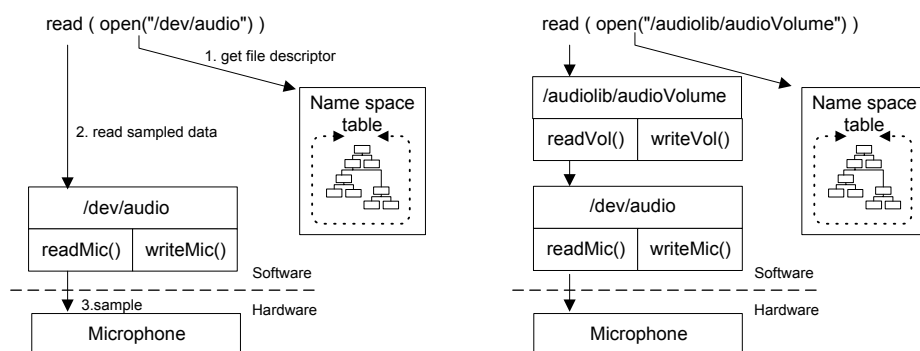 read ( open("/dev/audio") )
1. get file descriptor
Name space
table
2. read sampled data
/dev/audio
readMic()
writeMic()
Software
3.sample
Hardware
Microphone
read ( open("/audiolib/audioVolume") )
/audiolib/audioVolume
Name space
table
readVol()
writeVol()
/dev/audio
readMic()
writeMic()
Software
Hardware
Microphone